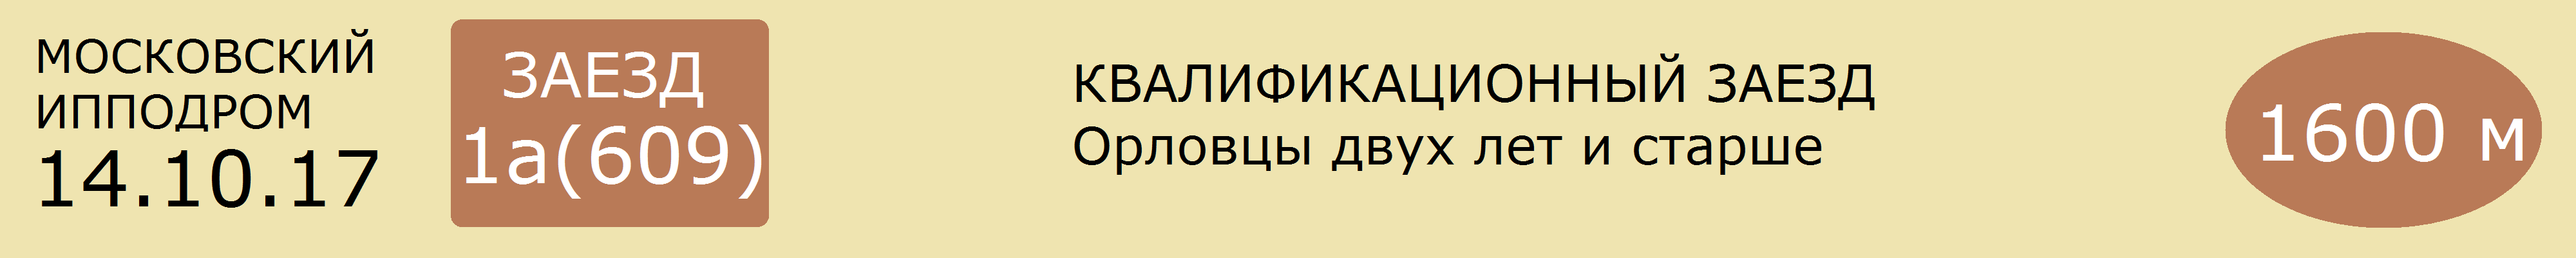 МОСКОВСКИЙ
ИППОДРОМ
14.10.17
ЗАЕЗД
1а(609)
КВАЛИФИКАЦИОННЫЙ ЗАЕЗД
Орловцы двух лет и старше
1600 м